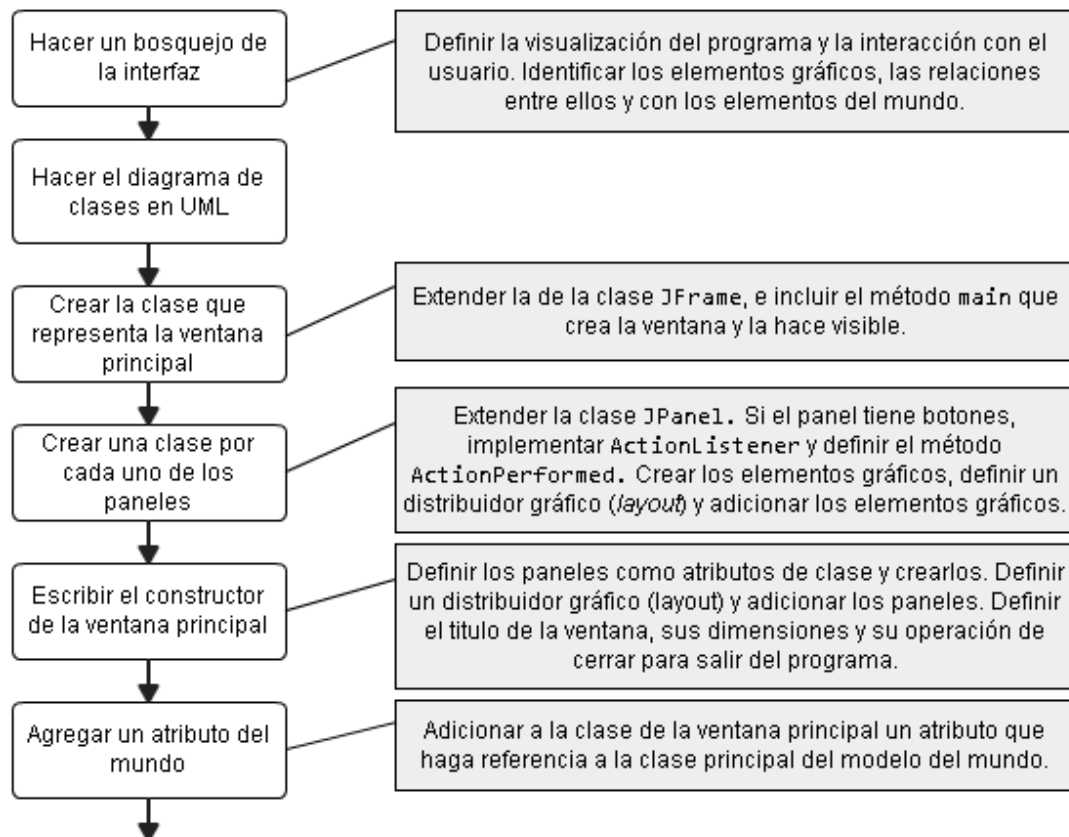 Hacer un bosquejo de
la interfaz
Definir la visualización del programa y la interacción con el
usuario. Identificar los elementos gráficos, las relaciones
entre ellos y con los elementos del mundo.
Hacer el diagrama de
clases en UML
Crear la clase que
representa la ventana
principal
Extender la de la clase JFrame, e incluir el método main que
crea la ventana y la hace visible.
Crear una clase por
cada uno de los
paneles
Extender la clase JPanel. Si el panel tiene botones,
implementar ActionListener y definir el método
ActionPerformed. Crear los elementos gráficos, definir un
distribuidor gráfico (layout) y adicionar los elementos gráficos.
Escribir el constructor
de la ventana principal
Definir los paneles como atributos de clase y crearlos. Definir
un distribuidor gráfico (layout) y adicionar los paneles. Definir
el titulo de la ventana, sus dimensiones y su operación de
cerrar para salir del programa.
Agregar un atributo del
mundo
Adicionar a la clase de la ventana principal un atributo que
haga referencia a la clase principal del modelo del mundo.